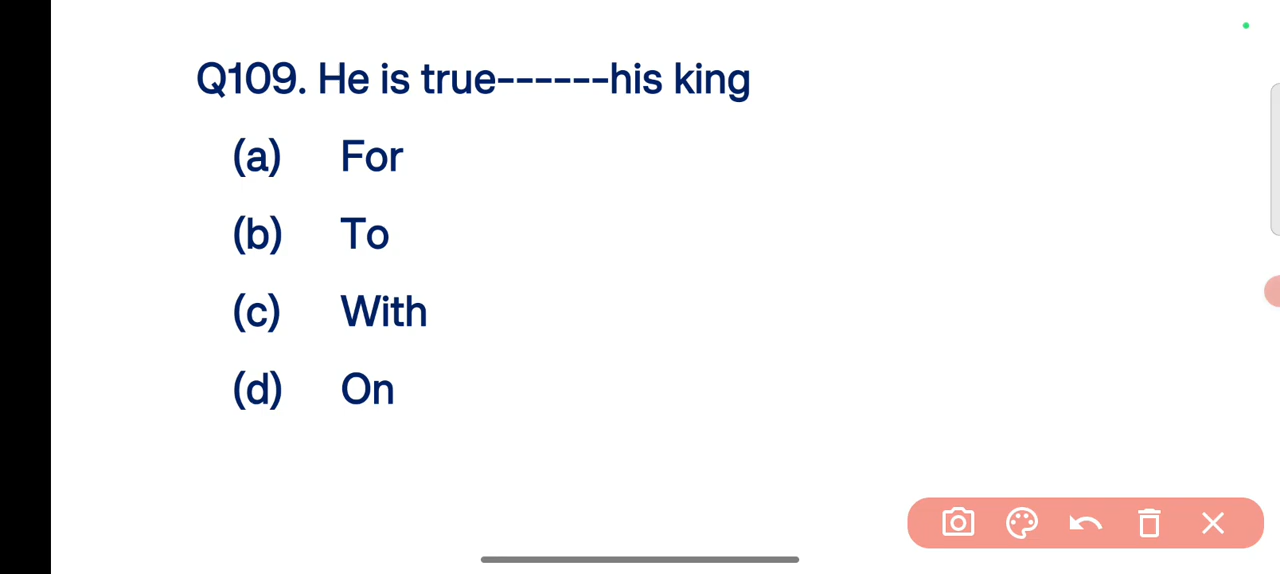 Q109. He is true------his king
(a) For
(b) To
(c) With
(d) On